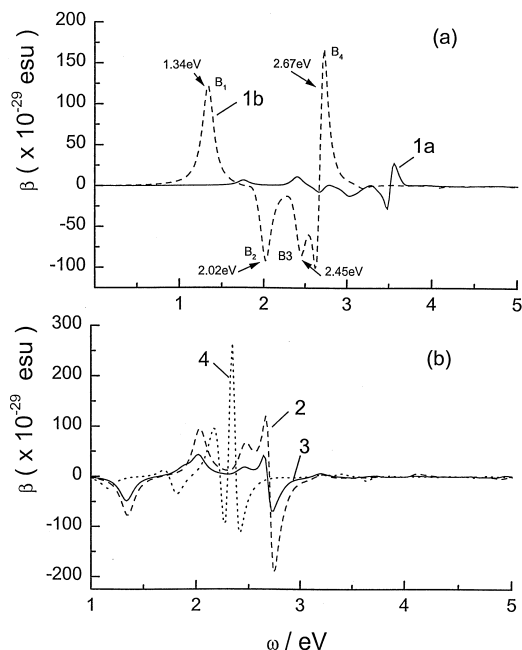 200
(a)
1.34eV
2.67eV
B4
150
B1
100
1b
1a
50
0
-50
B2
B3
-100
2.02eV
2.45eV
1
2
3
4
5
β ( x 10-29 esu )
300
(b)
4
200
2
100
3
0
-100
-200
1
2
3
4
5
β ( x 10-29 esu )
ω / eV